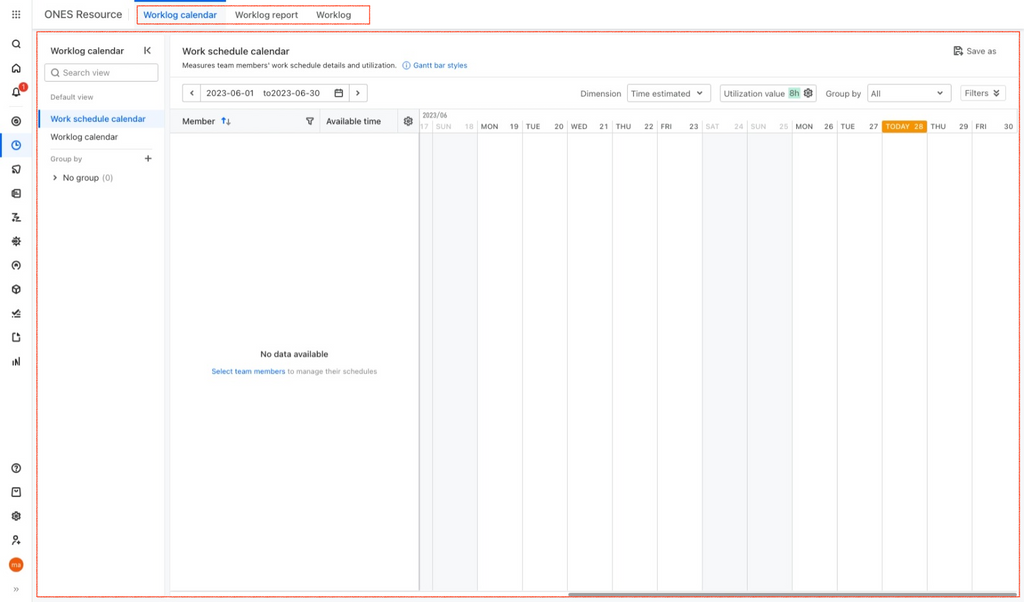 ONES Resource Worklog calendar Worklog report Worklog
1
Worklog calendar
Search view
Default view
Work schedule calendar
Worklog calendar
Group by +
No group (0)
Work schedule calendar
Save as
Measures team members' work schedule details and utilization. Gantt bar styles
2023-06-01 to2023-06-30
Dimension Time estimated Utilization value 8h Group by All Filters
Member Available time
2023/06
17 SUN 18 MON 19 TUE 20 WED 21 THU 22 FRI 23 SAT 24 SUN 25 MON 26 TUE 27 TODAY 28 THU 29 FRI 30
No data available
Select team members to manage their schedules
ma